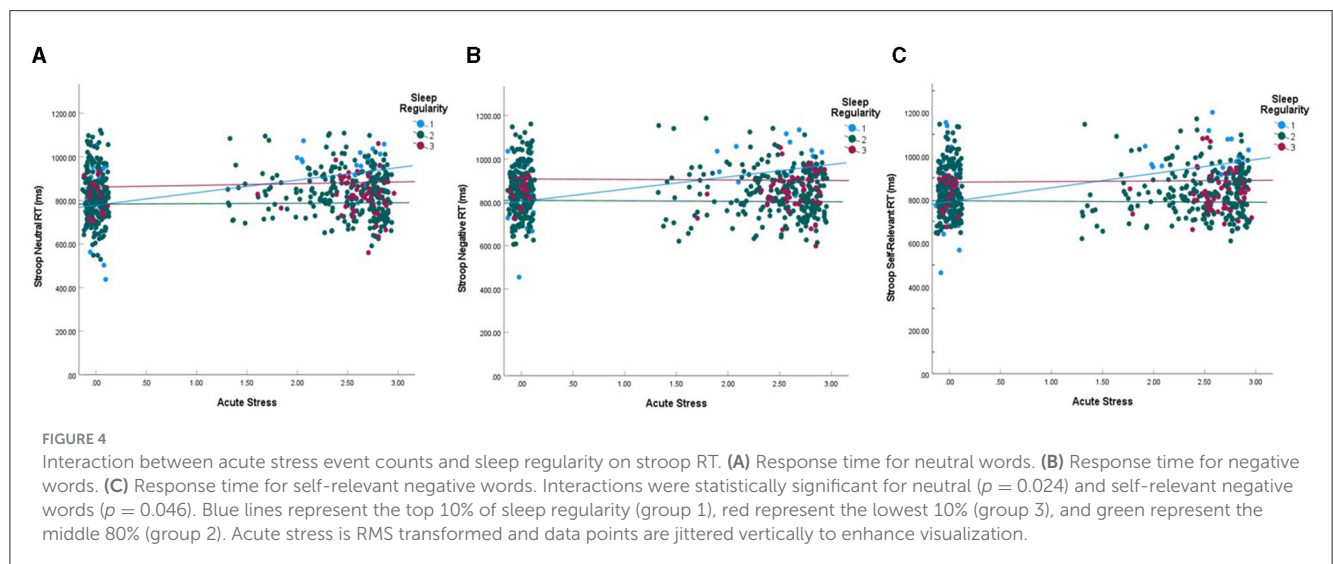 A
B
C
Sleep
Regularity
1
2
3
Stroop Neutral RT (ms)
1200.00
1000.00
800.00
600.00
400.00
200.00
.00
.00 .50 1.00 1.50 2.00 2.50 3.00
Acute Stress
Sleep
Regularity
1
2
3
Stroop Negative RT (ms)
1,200.00
1,000.00
800.00
600.00
400.00
200.00
.00
.00 .50 1.00 1.50 2.00 2.50 3.00
Acute Stress
Sleep
Regularity
1
2
3
Stroop Self-Relevant RT (ms)
1200.00
1000.00
800.00
600.00
400.00
200.00
.00
.00 .50 1.00 1.50 2.00 2.50 3.00
Acute Stress
FIGURE 4
Interaction between acute stress event counts and sleep regularity on stroop RT. (A) Response time for neutral words. (B) Response time for negative
words. (C) Response time for self-relevant negative words. Interactions were statistically significant for neutral (p = 0.024) and self-relevant negative
words (p = 0.046). Blue lines represent the top 10% of sleep regularity (group 1), red represent the lowest 10% (group 3), and green represent the
middle 80% (group 2). Acute stress is RMS transformed and data points are jittered vertically to enhance visualization.